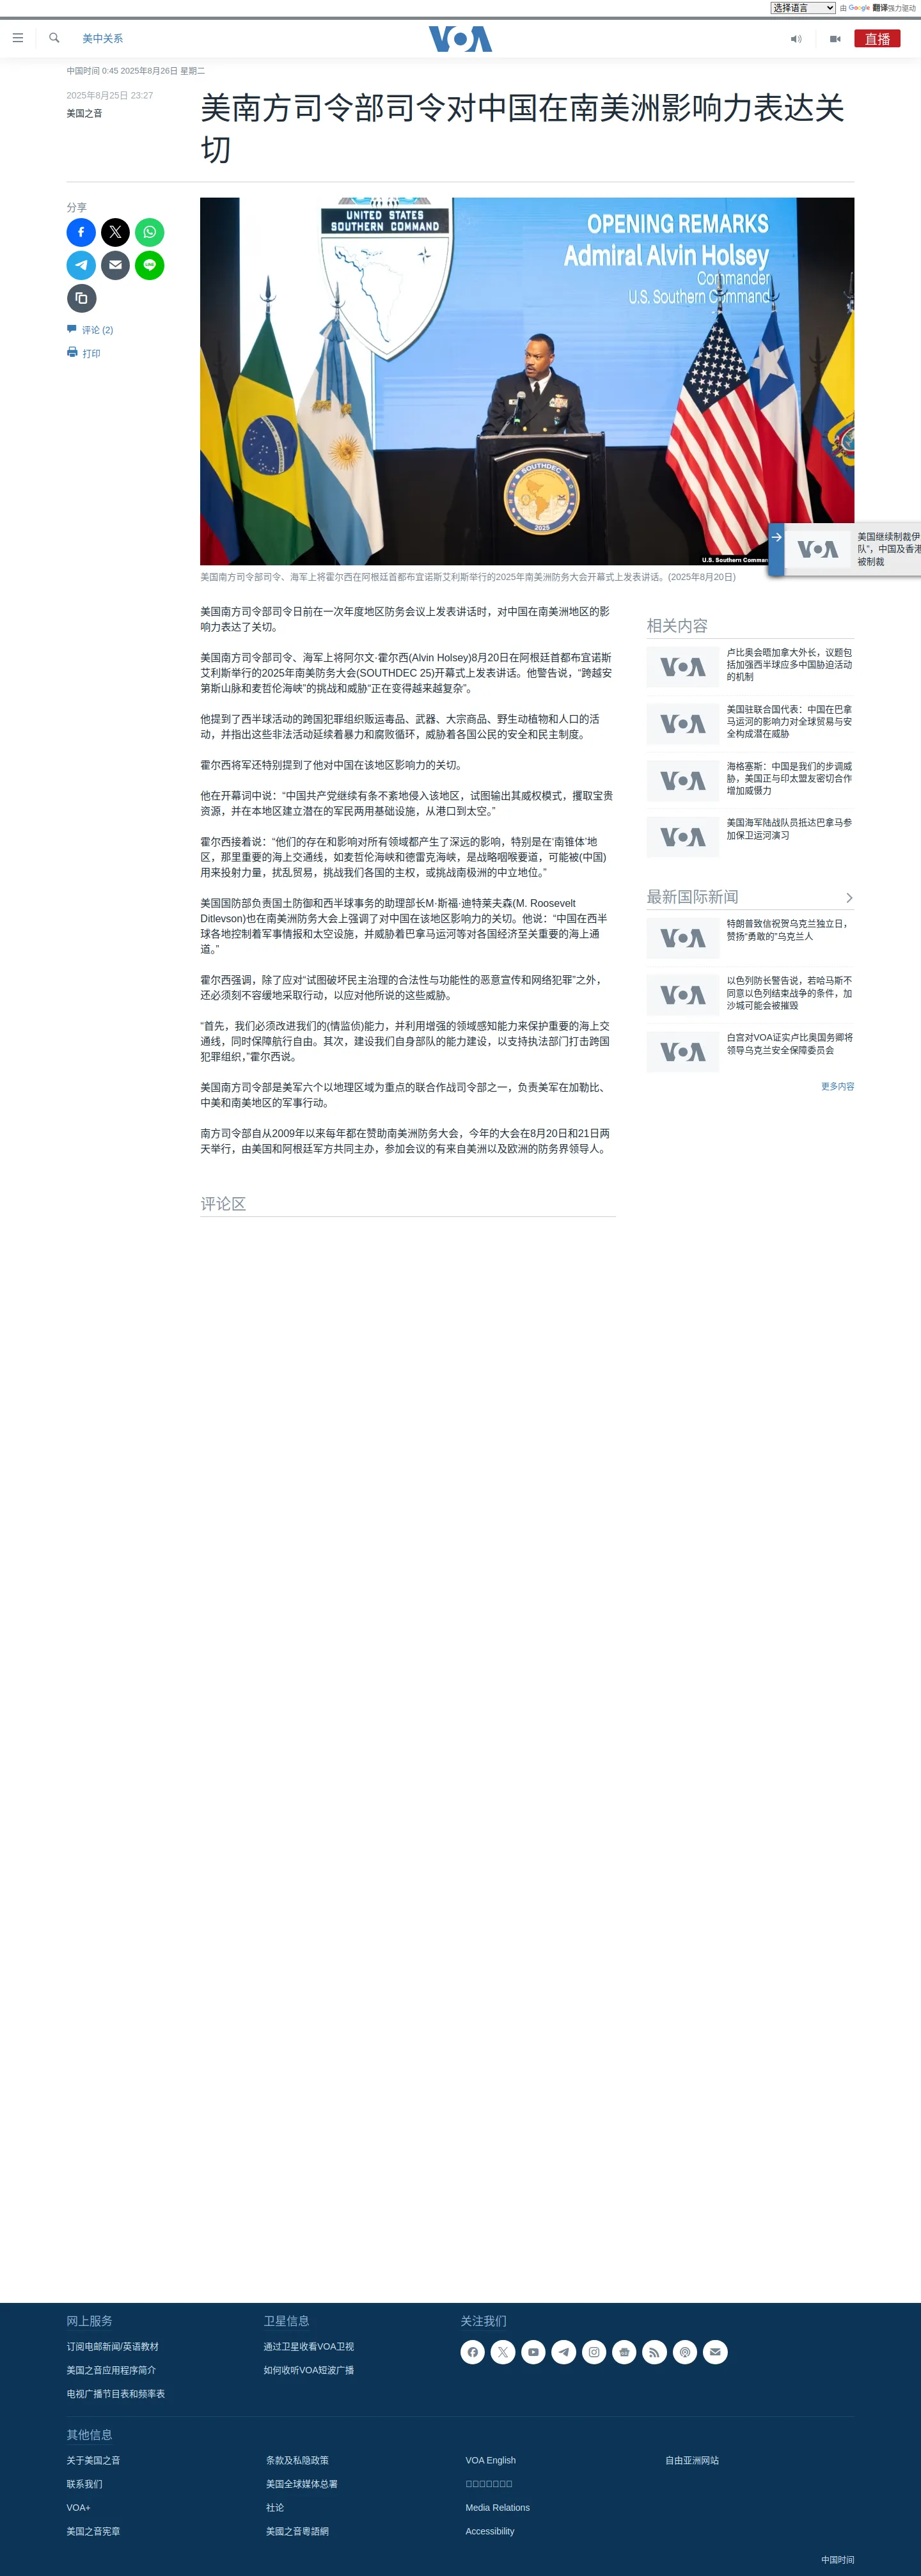 选择语言
由 Google 翻译强力驱动
美中关系
VOA
直播
中国时间 0:45 2025年8月26日 星期二
2025年8月25日 23:27
美国之音
美南方司令部司令对中国在南美洲影响力表达关
切
分享
评论 (2)
打印
UNITED STATES
SOUTHERN COMMAND
OPENING REMARKS
Admiral Alvin Holsey
Commander
U.S. Southern Command
SOUTHDEC
2025
U.S. Southern Comman
美国南方司令部司令、海军上将霍尔西在阿根廷首都布宜诺斯艾利斯举行的2025年南美洲防务大会开幕式上发表讲话。(2025年8月20日)
VOA
美国继续制裁伊
队”，中国及香港
被制裁
美国南方司令部司令日前在一次年度地区防务会议上发表讲话时，对中国在南美洲地区的影
响力表达了关切。
美国南方司令部司令、海军上将阿尔文·霍尔西(Alvin Holsey)8月20日在阿根廷首都布宜诺斯
艾利斯举行的2025年南美防务大会(SOUTHDEC 25)开幕式上发表讲话。他警告说，“跨越安
第斯山脉和麦哲伦海峡”的挑战和威胁“正在变得越来越复杂”。
他提到了西半球活动的跨国犯罪组织贩运毒品、武器、大宗商品、野生动植物和人口的活
动，并指出这些非法活动延续着暴力和腐败循环，威胁着各国公民的安全和民主制度。
霍尔西将军还特别提到了他对中国在该地区影响力的关切。
他在开幕词中说：“中国共产党继续有条不紊地侵入该地区，试图输出其威权模式，攫取宝贵
资源，并在本地区建立潜在的军民两用基础设施，从港口到太空。”
霍尔西接着说：“他们的存在和影响对所有领域都产生了深远的影响，特别是在‘南锥体’地
区，那里重要的海上交通线，如麦哲伦海峡和德雷克海峡，是战略咽喉要道，可能被(中国)
用来投射力量，扰乱贸易，挑战我们各国的主权，或挑战南极洲的中立地位。”
美国国防部负责国土防御和西半球事务的助理部长M·斯福·迪特莱夫森(M. Roosevelt
Ditlevson)也在南美洲防务大会上强调了对中国在该地区影响力的关切。他说：“中国在西半
球各地控制着军事情报和太空设施，并威胁着巴拿马运河等对各国经济至关重要的海上通
道。”
霍尔西强调，除了应对“试图破坏民主治理的合法性与功能性的恶意宣传和网络犯罪”之外，
还必须刻不容缓地采取行动，以应对他所说的这些威胁。
“首先，我们必须改进我们的(情监侦)能力，并利用增强的领域感知能力来保护重要的海上交
通线，同时保障航行自由。其次，建设我们自身部队的能力建设，以支持执法部门打击跨国
犯罪组织，”霍尔西说。
美国南方司令部是美军六个以地理区域为重点的联合作战司令部之一，负责美军在加勒比、
中美和南美地区的军事行动。
南方司令部自从2009年以来每年都在赞助南美洲防务大会，今年的大会在8月20日和21日两
天举行，由美国和阿根廷军方共同主办，参加会议的有来自美洲以及欧洲的防务界领导人。
相关内容
VOA
卢比奥会晤加拿大外长，议题包
括加强西半球应多中国胁迫活动
的机制
VOA
美国驻联合国代表：中国在巴拿
马运河的影响力对全球贸易与安
全构成潜在威胁
VOA
海格塞斯：中国是我们的步调威
胁，美国正与印太盟友密切合作
增加威慑力
VOA
美国海军陆战队员抵达巴拿马参
加保卫运河演习
最新国际新闻
VOA
特朗普致信祝贺乌克兰独立日，
赞扬“勇敢的”乌克兰人
VOA
以色列防长警告说，若哈马斯不
同意以色列结束战争的条件，加
沙城可能会被摧毁
VOA
白宫对VOA证实卢比奥国务卿将
领导乌克兰安全保障委员会
更多内容
评论区
网上服务
订阅电邮新闻/英语教材
美国之音应用程序简介
电视广播节目表和频率表
卫星信息
通过卫星收看VOA卫视
如何收听VOA短波广播
关注我们
其他信息
关于美国之音
联系我们
VOA+
美国之音宪章
条款及私隐政策
美国全球媒体总署
社论
美國之音粵語網
VOA English
Media Relations
Accessibility
自由亚洲网站
中国时间